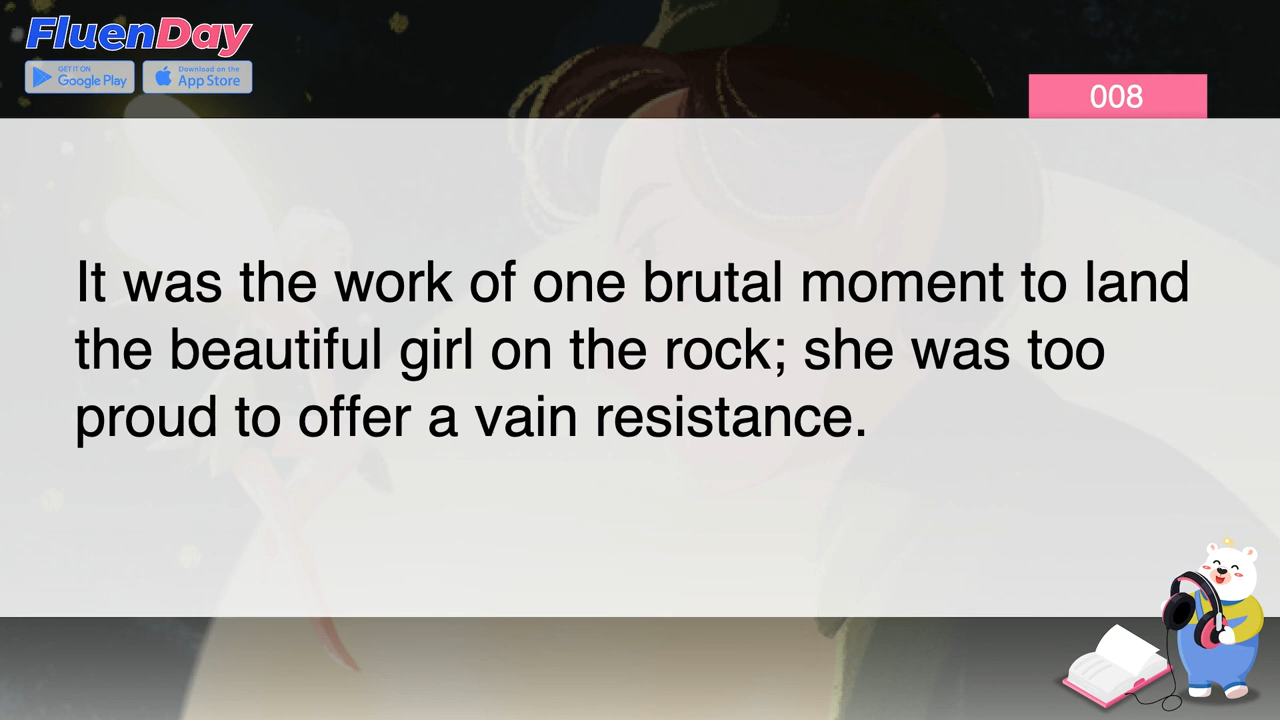 FluenDay
GET IT ON
Google Play
Download on the
App Store
008
It was the work of one brutal moment to land
the beautiful girl on the rock; she was too
proud to offer a vain resistance.